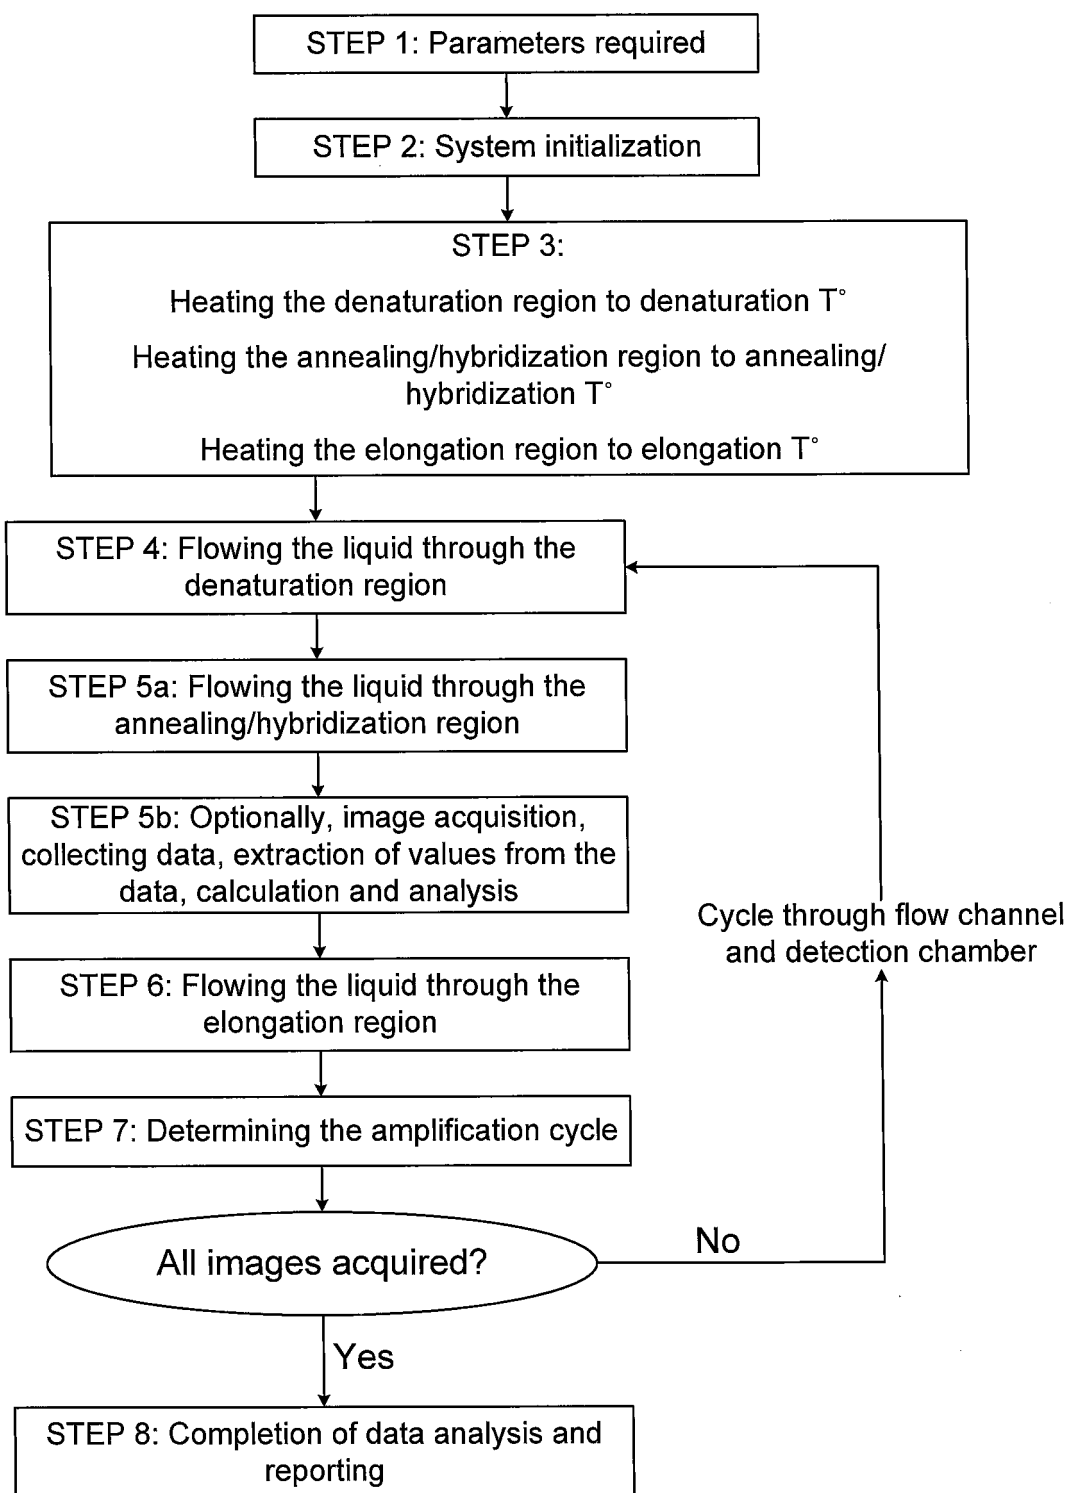 STEP 1: Parameters required
STEP 2: System initialization
STEP 3:
Heating the denaturation region to denaturation T°
Heating the annealing/hybridization region to annealing/
hybridization T°
Heating the elongation region to elongation T°
STEP 4: Flowing the liquid through the
denaturation region
STEP 5a: Flowing the liquid through the
annealing/hybridization region
STEP 5b: Optionally, image acquisition,
collecting data, extraction of values from the
data, calculation and analysis
Cycle through flow channel
and detection chamber
STEP 6: Flowing the liquid through the
elongation region
STEP 7: Determining the amplification cycle
All images acquired?
No
Yes
STEP 8: Completion of data analysis and
reporting